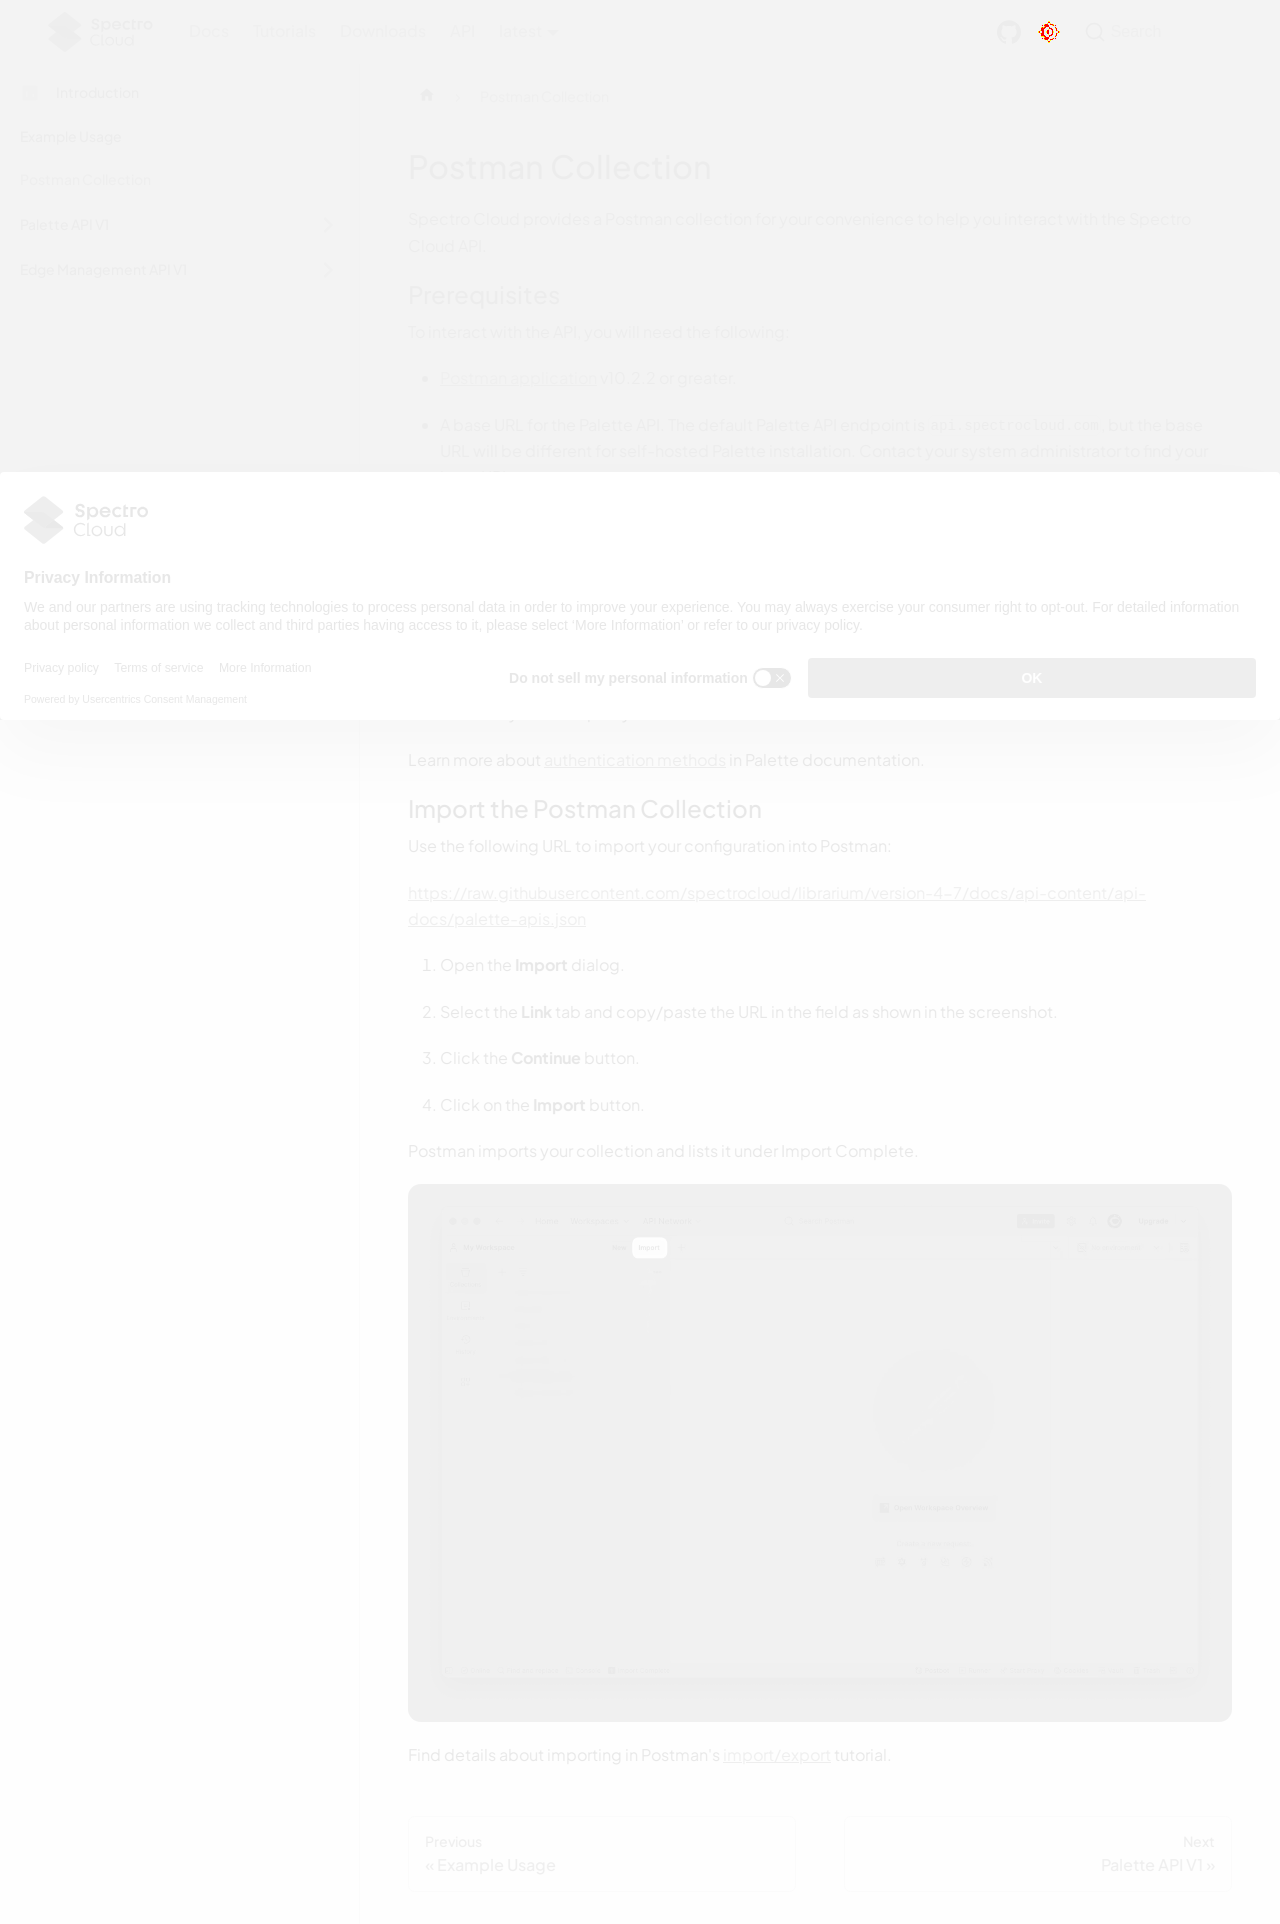 Spectro Cloud
Docs Tutorials Downloads API latest Search
Introduction
Example Usage
Postman Collection
Palette API V1
Edge Management API V1
Postman Collection
Postman Collection
Spectro Cloud provides a Postman collection for your convenience to help you interact with the Spectro
Cloud API.
Prerequisites
To interact with the API, you will need the following:
Postman application v10.2.2 or greater.
A base URL for the Palette API. The default Palette API endpoint is api.spectrocloud.com, but the base
URL will be different for self-hosted Palette installation. Contact your system administrator to find your
Spectro
Cloud
Privacy Information
We and our partners are using tracking technologies to process personal data in order to improve your experience. You may always exercise your consumer right to opt-out. For detailed information
about personal information we collect and third parties having access to it, please select 'More Information' or refer to our privacy policy.
Privacy policy Terms of service More Information
Do not sell my personal information
OK
Powered by Usercentrics Consent Management
Learn more about authentication methods in Palette documentation.
Import the Postman Collection
Use the following URL to import your configuration into Postman:
https://raw.githubusercontent.com/spectrocloud/librarium/version-4-7/docs/api-content/api-
docs/palette-apis.json
1. Open the Import dialog.
2. Select the Link tab and copy/paste the URL in the field as shown in the screenshot.
3. Click the Continue button.
4. Click on the Import button.
Postman imports your collection and lists it under Import Complete.
Import
Find details about importing in Postman's import/export tutorial.
Previous
« Example Usage
Next
Palette API V1 »